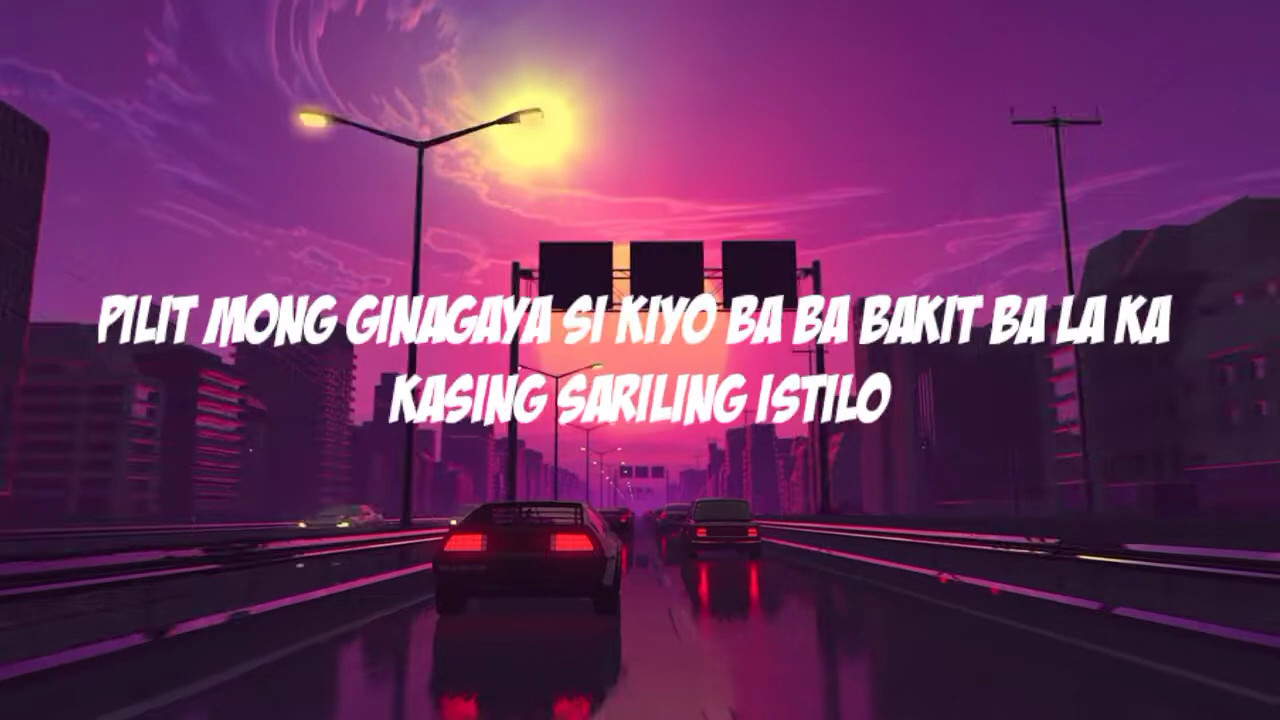 PILIT MONG GINAGAYA SI KIYO BA BA BAKIT BA LA KA
KASING SARILING ISTILO